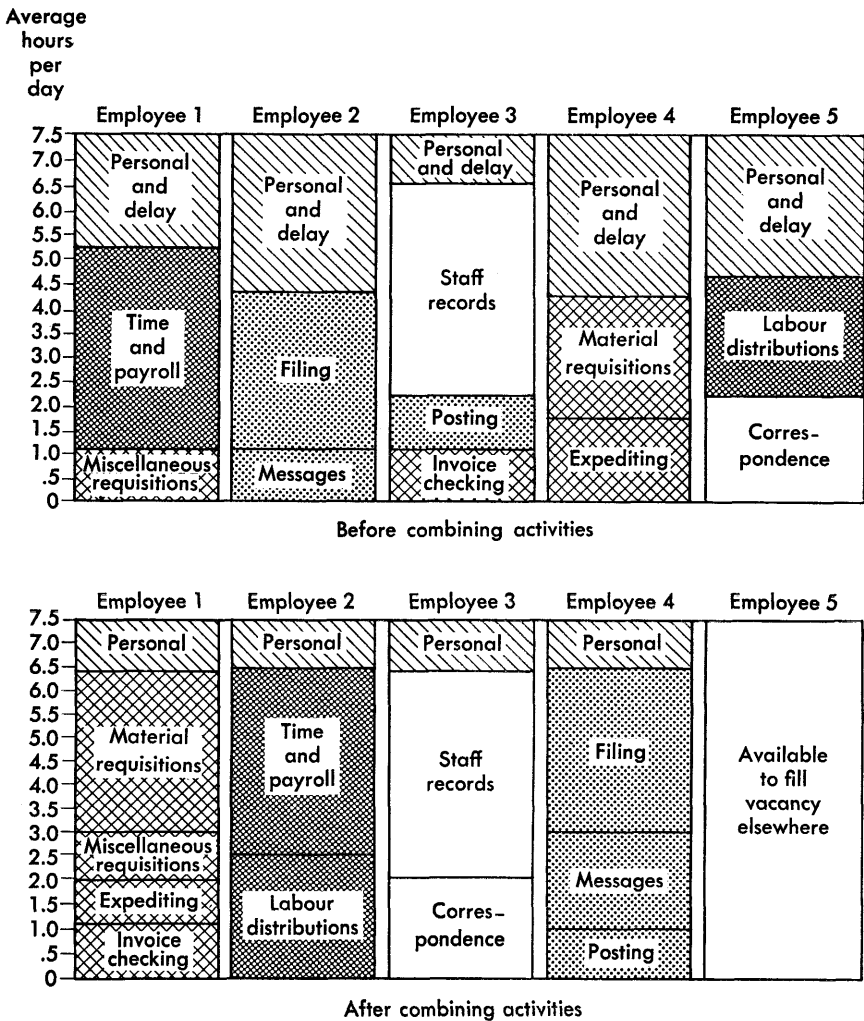 Average
hours
per
day
Employee 1 Employee 2 Employee 3 Employee 4 Employee 5
7.5
7.0
6.5
6.0
5.5
5.0
4.5
4.0
3.5
3.0
2.5
2.0
1.5
1.0
.5
0
Personal
and
delay
Time
and
payroll
Miscellaneous
requisitions
Personal
and
delay
Filing
Messages
Personal
and delay
Staff
records
Posting
Invoice
checking
Personal
and
delay
Material
requisitions
Expediting
Personal
and
delay
Labour
distributions
Corres-
pondence
Before combining activities
Employee 1 Employee 2 Employee 3 Employee 4 Employee 5
7.5
7.0
6.5
6.0
5.5
5.0
4.5
4.0
3.5
3.0
2.5
2.0
1.5
1.0
.5
0
Personal
Material
requisitions
Miscellaneous
requisitions
Expediting
Invoice
checking
Personal
Time
and
payroll
Labour
distributions
Personal
Staff
records
Corres-
pondence
Personal
Filing
Messages
Posting
Available
to fill
vacancy
elsewhere
After combining activities